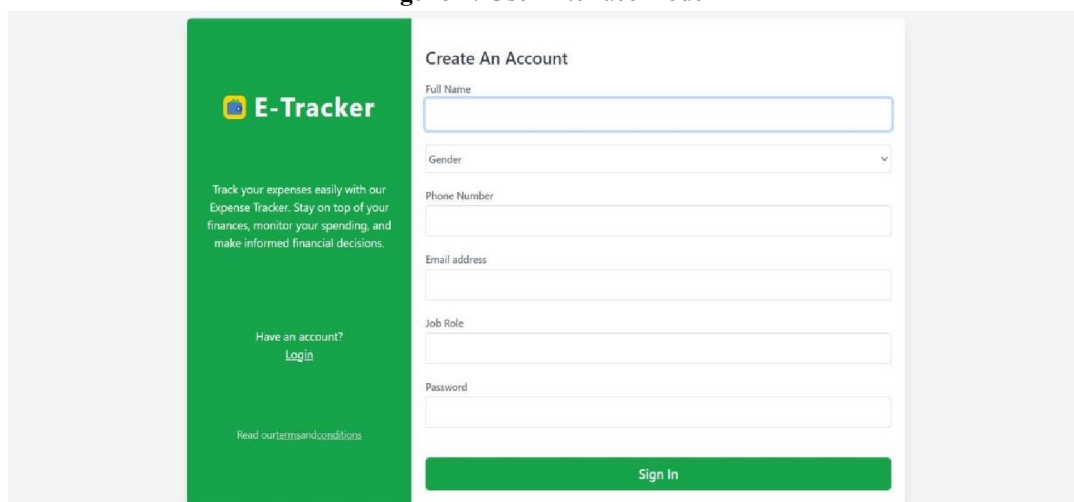 E-Tracker
Track your expenses easily with our
Expense Tracker. Stay on top of your
finances, monitor your spending, and
make informed financial decisions.
Have an account?
Login
Read ourtermsandconditions
Create An Account
Full Name
Gender
Phone Number
Email address
Job Role
Password
Sign In